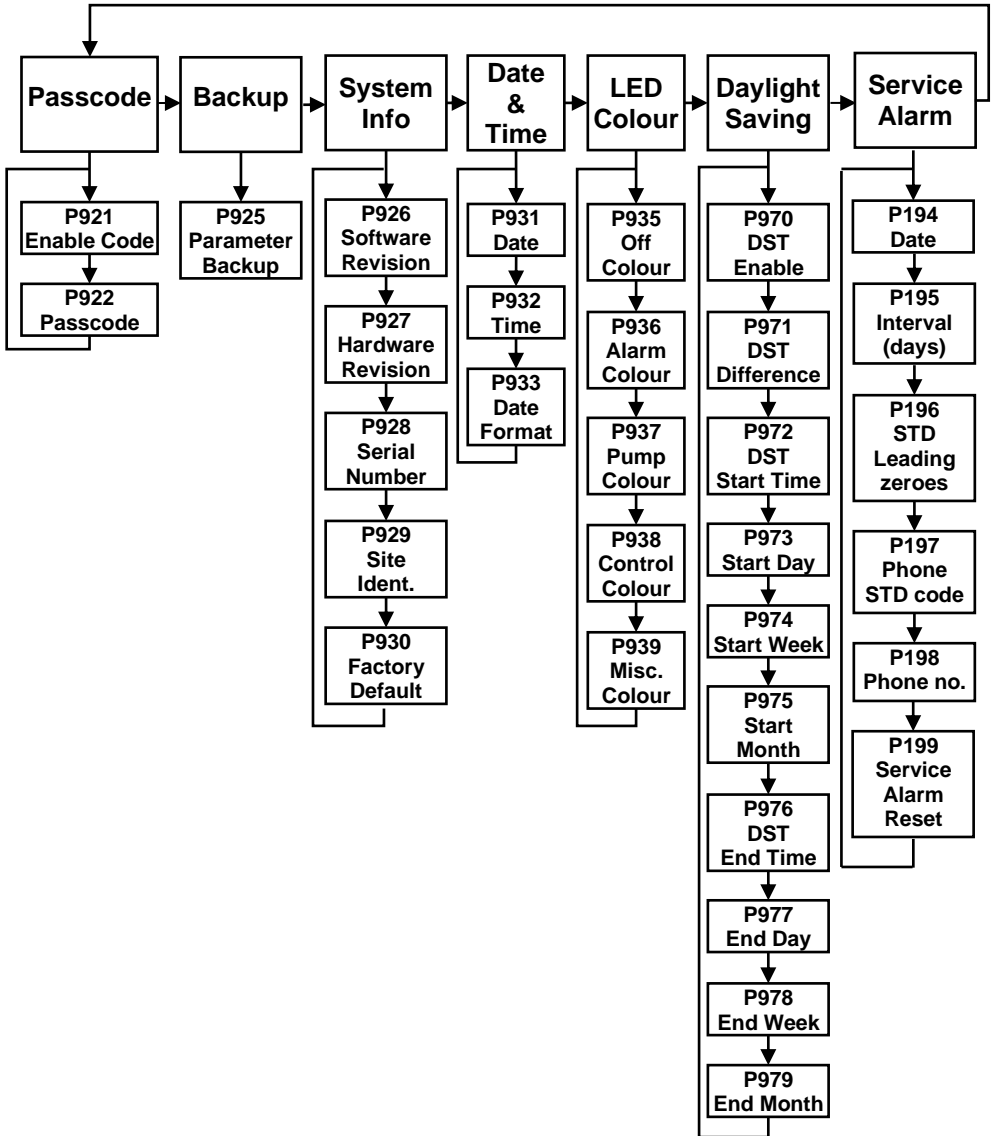 Passcode
Backup
System
Info
Date
&
Time
LED
Colour
Daylight
Saving
Service
Alarm
P921
Enable Code
P922
Passcode
P925
Parameter
Backup
P926
Software
Revision
P927
Hardware
Revision
P928
Serial
Number
P929
Site
Ident.
P930
Factory
Default
P931
Date
P932
Time
P933
Date
Format
P935
Off
Colour
P936
Alarm
Colour
P937
Pump
Colour
P938
Control
Colour
P939
Misc.
Colour
P970
DST
Enable
P971
DST
Difference
P972
DST
Start Time
P973
Start Day
P974
Start Week
P975
Start
Month
P976
DST
End Time
P977
End Day
P978
End Week
P979
End Month
P194
Date
P195
Interval
(days)
P196
STD
Leading
zeroes
P197
Phone
STD code
P198
Phone no.
P199
Service
Alarm
Reset